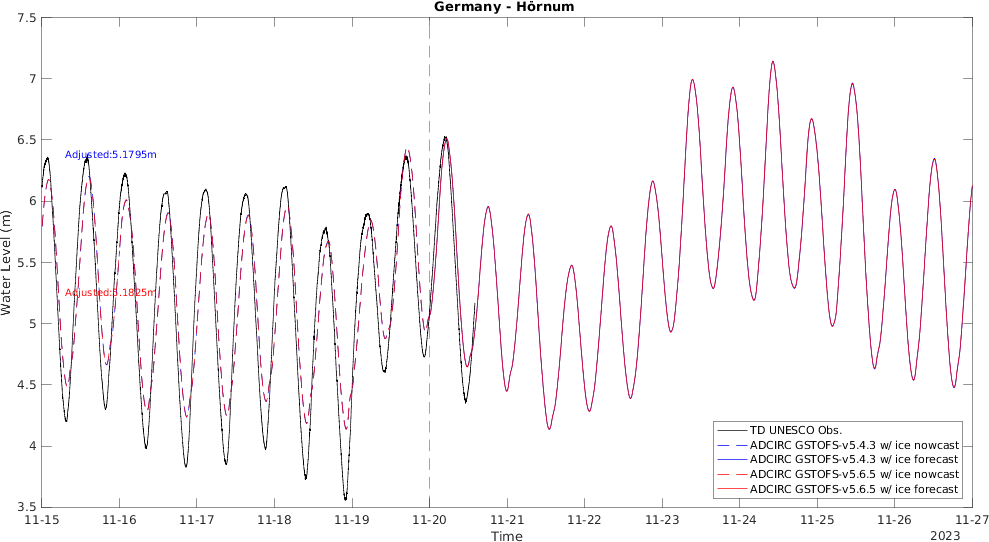 Germany - Hörnum
7.5
7
6.5
6
5.5
5
4.5
4
3.5
Water Level (m)
Adjusted:5.1795m
Adjusted:5.1825m
TD UNESCO Obs.
ADCIRC GSTOFS-v5.4.3 w/ ice nowcast
ADCIRC GSTOFS-v5.4.3 w/ ice forecast
ADCIRC GSTOFS-v5.6.5 w/ ice nowcast
ADCIRC GSTOFS-v5.6.5 w/ ice forecast
11-15 11-16 11-17 11-18 11-19 11-20 11-21 11-22 11-23 11-24 11-25 11-26 11-27
Time
2023